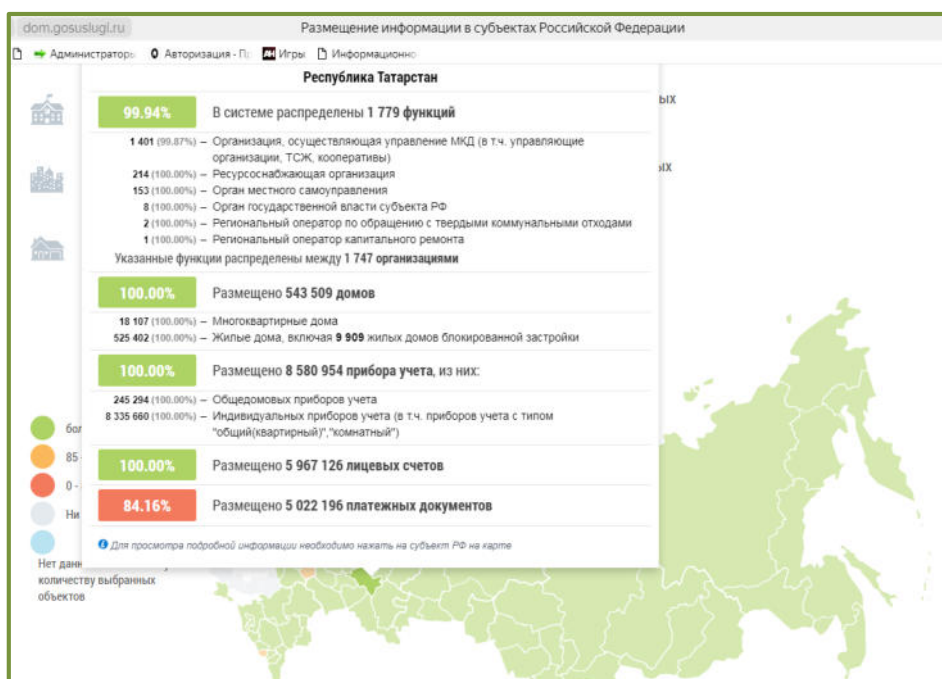 dom.gosuslugi.ru Размещение информации в субъектах Российской Федерации
Администраторы Авторизация - П Игры Информационно
Республика Татарстан
99.94% В системе распределены 1 779 функций
1 401 (99.87%) – Организация, осуществляющая управление МКД (в т.ч. управляющие
организации, ТСЖ, кооперативы)
214 (100.00%) – Ресурсоснабжающая организация
153 (100.00%) – Орган местного самоуправления
8 (100.00%) – Орган государственной власти субъекта РФ
2 (100.00%) – Региональный оператор по обращению с твердыми коммунальными отходами
1 (100.00%) – Региональный оператор капитального ремонта
Указанные функции распределены между 1 747 организациями
100.00% Размещено 543 509 домов
18 107 (100.00%) – Многоквартирные дома
525 402 (100.00%) – Жилые дома, включая 9 909 жилых домов блокированной застройки
100.00% Размещено 8 580 954 прибора учета, из них:
245 294 (100.00%) – Общедомовых приборов учета
8 335 660 (100.00%) – Индивидуальных приборов учета (в т.ч. приборов учета с типом
"общий(квартирный)","комнатный")
100.00% Размещено 5 967 126 лицевых счетов
84.16% Размещено 5 022 196 платежных документов
Для просмотра подробной информации необходимо нажать на субъект РФ на карте
ых
ых
бол
85
0 -
Ни
Нет данн
количеству выбранных
объектов